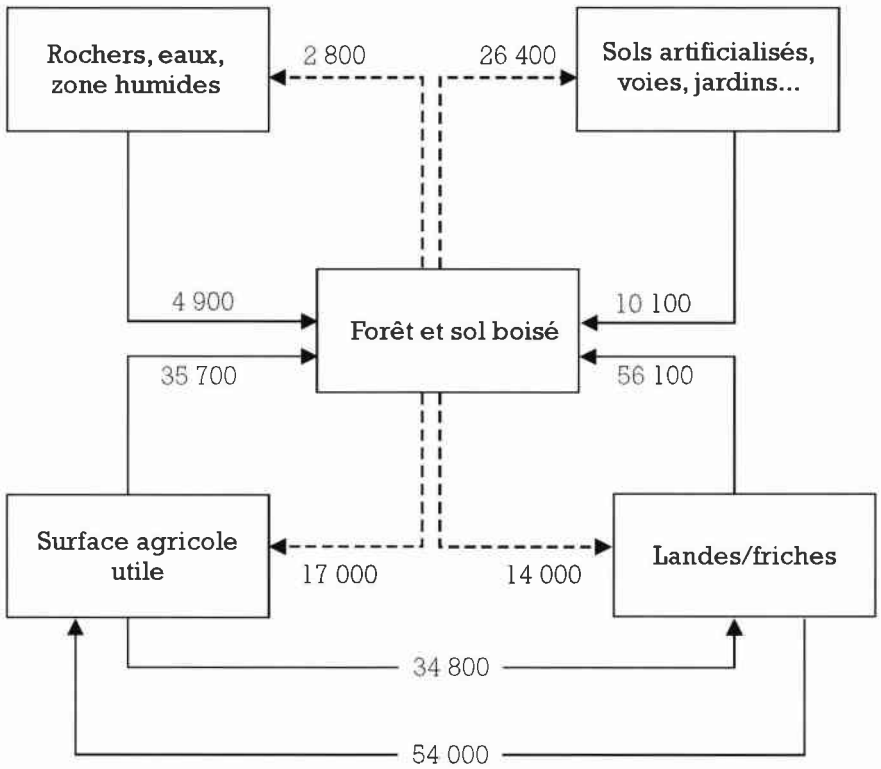 Rochers, eaux,
zone humides
2 800
26 400
Sols artificialisés,
voies, jardins...
4 900
Forêt et sol boisé
10 100
35 700
56 100
Surface agricole
utile
17 000
14 000
Landes/friches
34 800
54 000